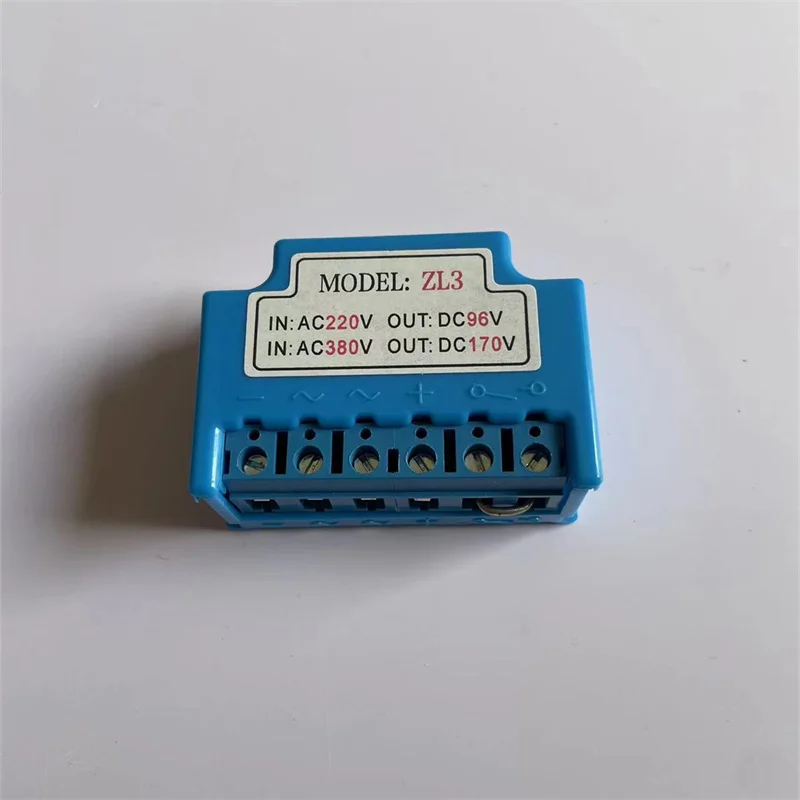 MODEL: ZL3
IN: AC220V OUT: DC96V
IN: AC380V OUT: DC170V
− ~ ~ +
− ~ ~ +